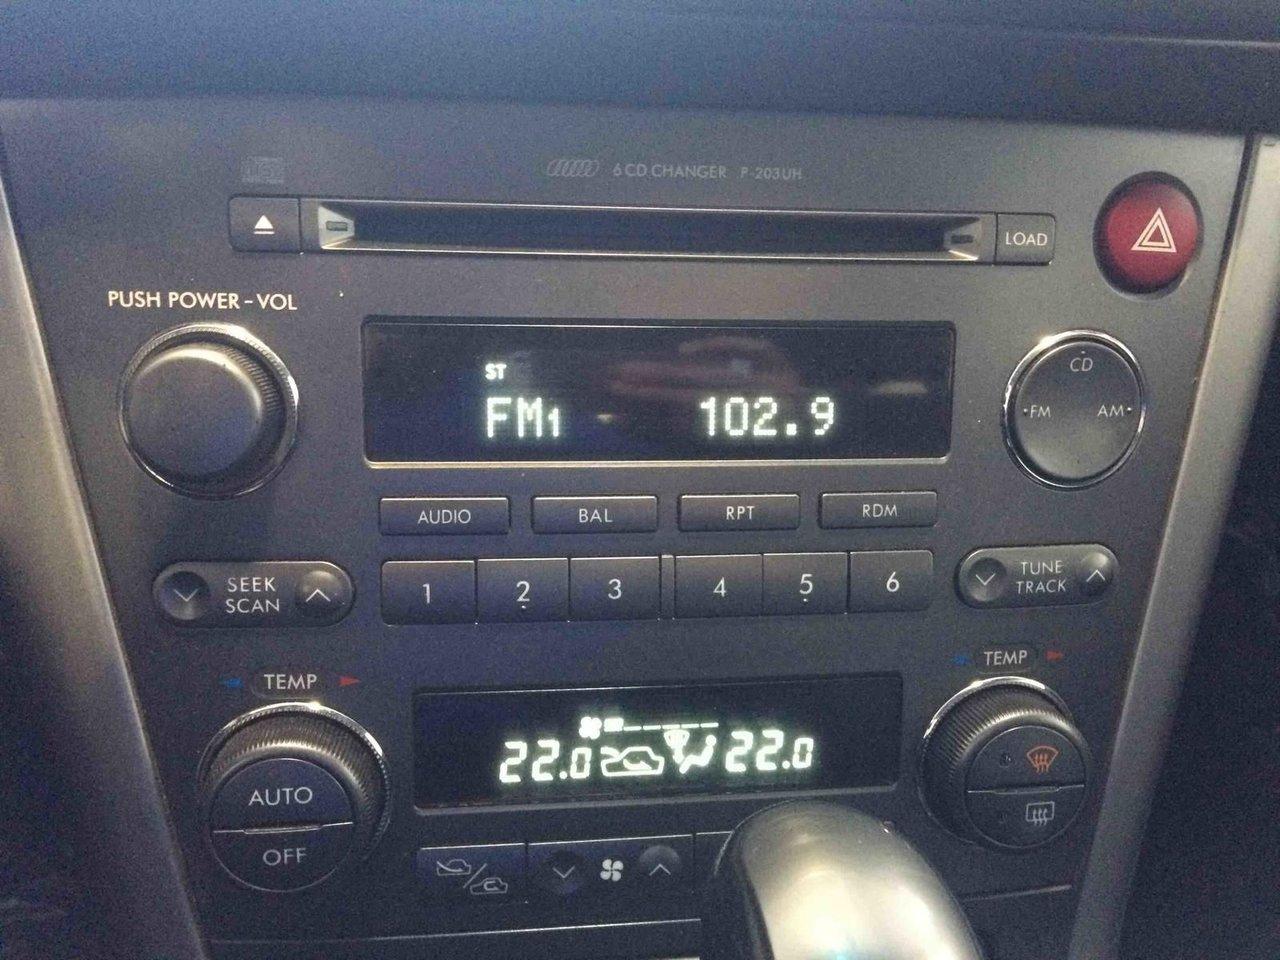 6 CD CHANGER P-203UH
LOAD
PUSH POWER-VOL
ST
FM1 102.9
CD
FM AM
AUDIO BAL RPT RDM
SEEK
SCAN
1 2 3 4 5 6
TUNE
TRACK
TEMP
TEMP
22.0 22.0
AUTO
OFF